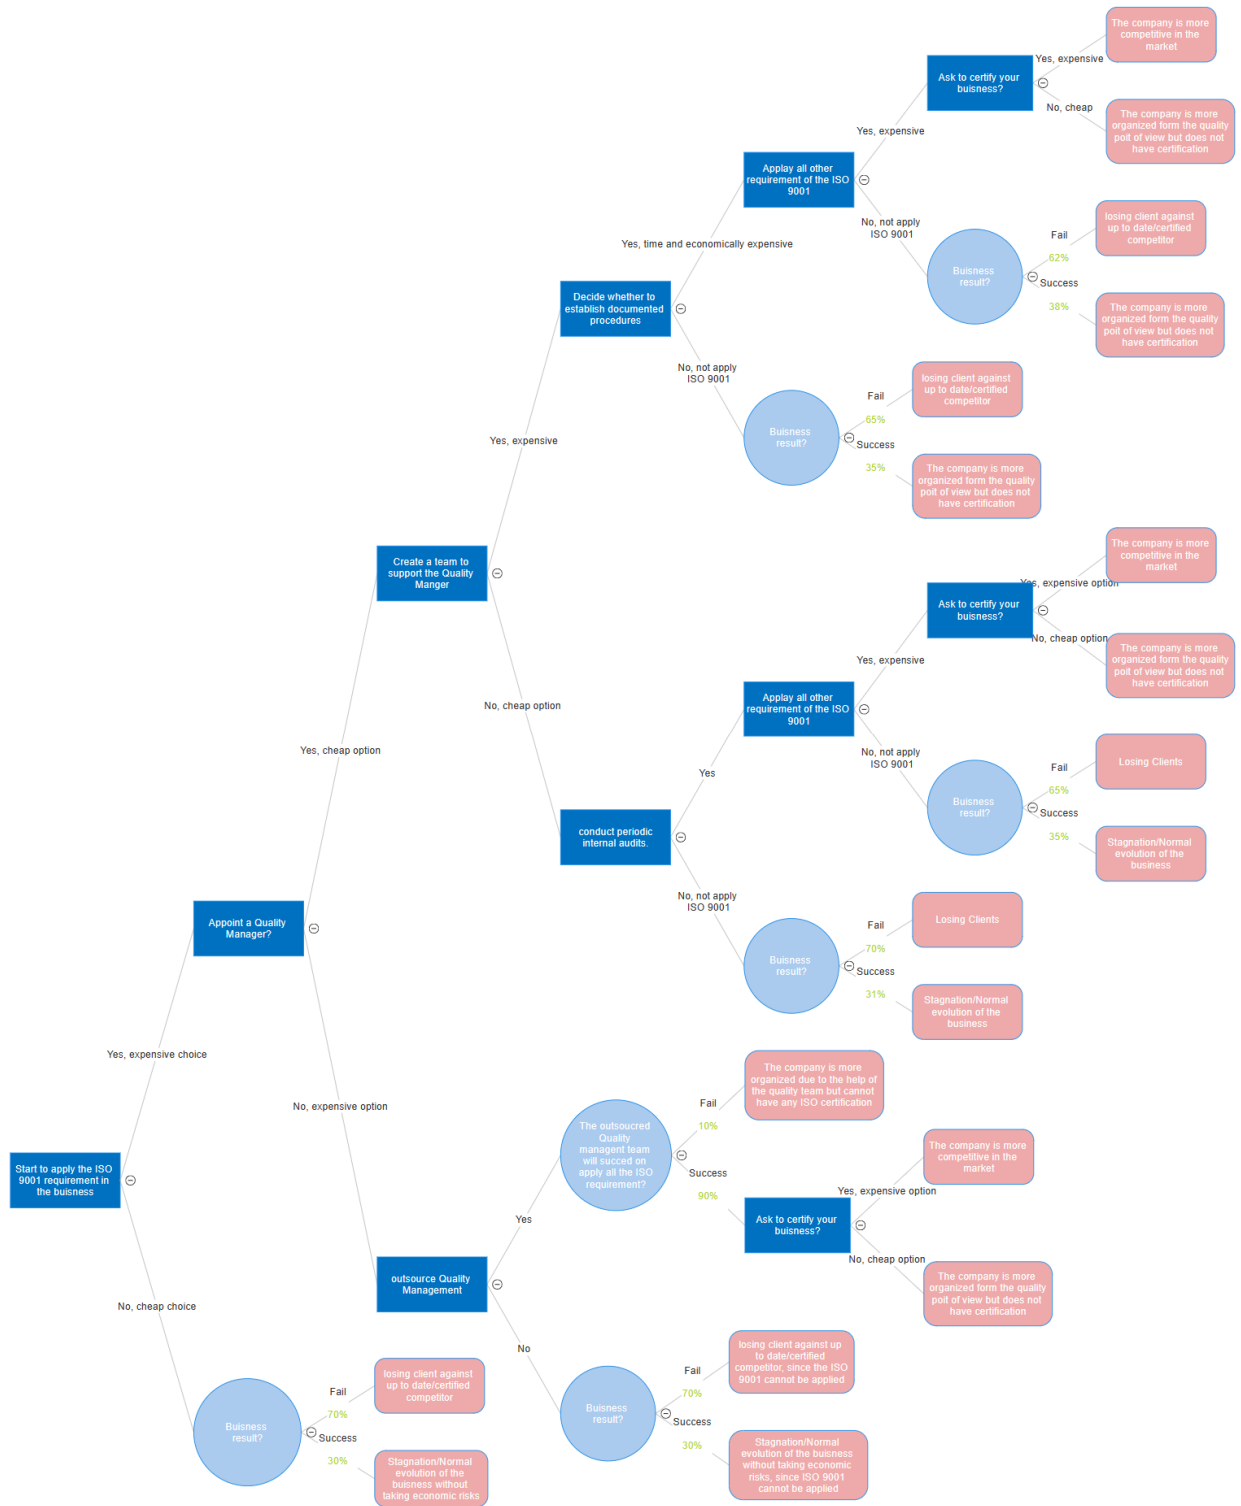 The company is more
competitive in the
market
Yes, expensive
Ask to certify your
buisness?
No, cheap
The company is more
organized form the quality
poit of view but does not
have certification
Yes, expensive
Applay all other
requirement of the ISO
9001
No, not apply
ISO 9001
losing client against
up to date/certified
competitor
Fail
62%
Buisness
result?
Success
38%
The company is more
organized form the quality
poit of view but does not
have certification
Yes, time and economically expensive
Decide whether to
establish documented
procedures
No, not apply
ISO 9001
losing client against
up to date/certified
competitor
Fail
65%
Buisness
result?
Success
35%
The company is more
organized form the quality
poit of view but does not
have certification
Yes, expensive
Create a team to
support the Quality
Manger
No, cheap option
The company is more
competitive in the
market
Yes, expensive option
Ask to certify your
buisness?
No, cheap option
The company is more
organized form the quality
poit of view but does not
have certification
Yes, expensive
Applay all other
requirement of the ISO
9001
No, not apply
ISO 9001
Losing Clients
Fail
65%
Buisness
result?
Success
35%
Stagnation/Normal
evolution of the
business
Yes
conduct periodic
internal audits.
No, not apply
ISO 9001
Losing Clients
Fail
70%
Buisness
result?
Success
31%
Stagnation/Normal
evolution of the
business
Yes, cheap option
Appoint a Quality
Manager?
No, expensive option
Yes, expensive choice
Start to apply the ISO
9001 requirement in
the buisness
No, cheap choice
The company is more
organized due to the help of
the quality team but cannot
have any ISO certification
Fail
10%
The outsoucred
Quality
managent team
will succed on
apply all the ISO
requirement?
Success
90%
The company is more
competitive in the
market
Yes, expensive option
Ask to certify your
buisness?
No, cheap option
The company is more
organized form the quality
poit of view but does not
have certification
Yes
outsource Quality
Management
No
losing client against up
to date/certified
competitor, since the ISO
9001 cannot be applied
Fail
70%
Buisness
result?
Success
30%
Stagnation/Normal
evolution of the buisness
without taking economic
risks, since ISO 9001
cannot be applied
losing client against
up to date/certified
competitor
Fail
70%
Buisness
result?
Success
30%
Stagnation/Normal
evolution of the
buisness without
taking economic risks